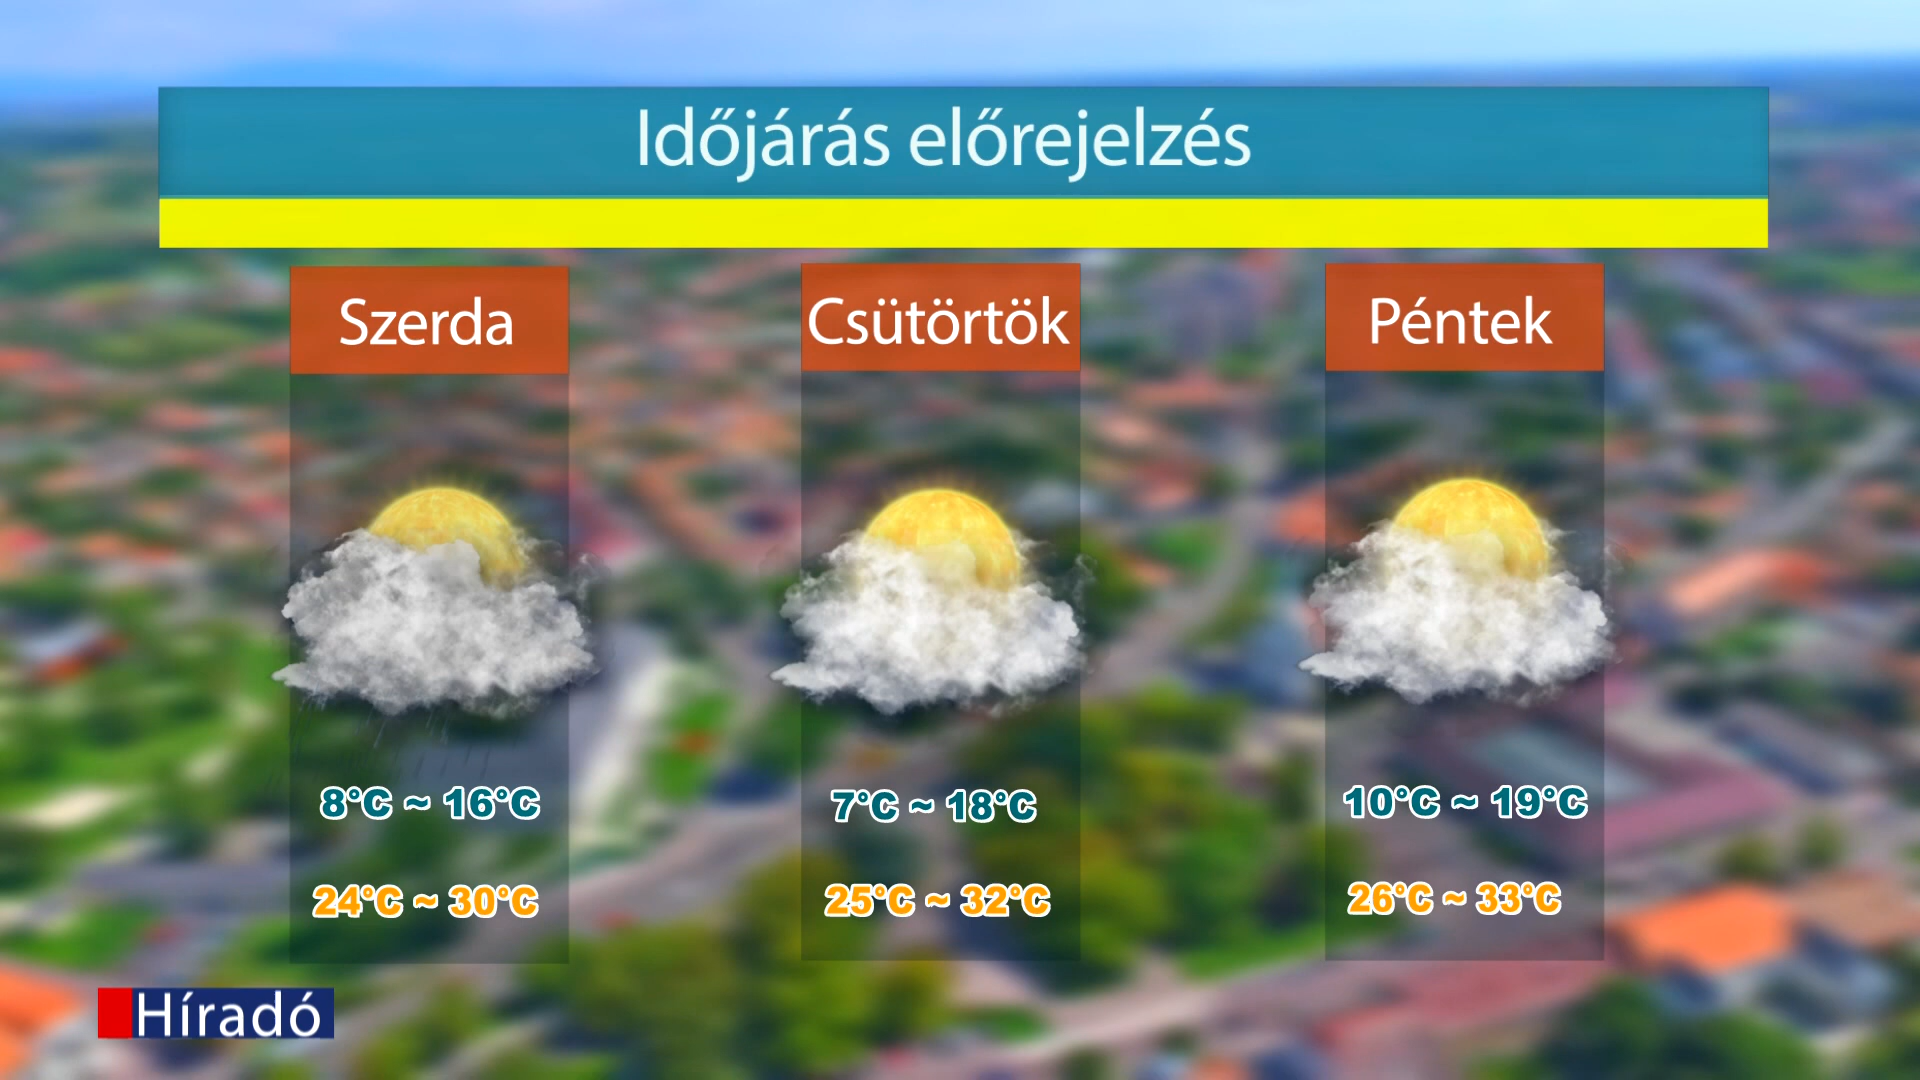 Időjárás előrejelzés
Szerda
Csütörtök
Péntek
8°C ~ 16°C
7°C ~ 18°C
10°C ~ 19°C
24°C ~ 30°C
25°C ~ 32°C
26°C ~ 33°C
Híradó